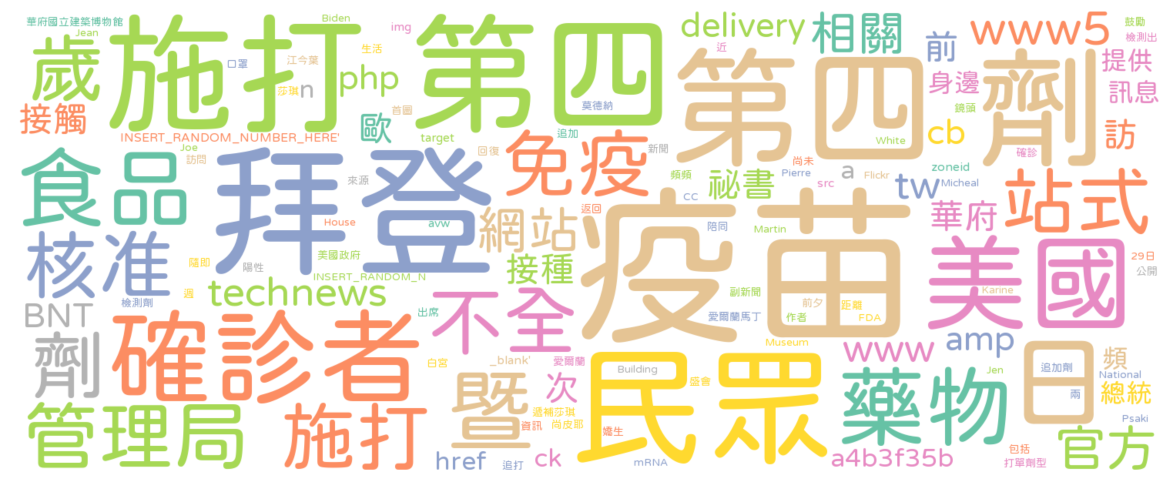 華府國立建築博物館
Jean
Biden
img
delivery
相關
前
www5
鼓勵
檢測出
歲
施打
第四
生活
口罩
江今葉
莎琪
n
php
首圖
莫德納
近
第四
劑
身邊
鏡頭
提供
訊息
接觸
INSERT_RANDOM_NUMBER_HERE'
歐
target
追加
White
cb
訪
確診
Joe
訪問
回復
免疫
新聞
尚未
頻頻
Pierre
祕書
src
a
Flickr
tw
zoneid
Micheal
食品
拜登
來源
House
avw
網站
返回
疫苗
cc
陪同
Martin
華府
站式
核准
隨即
陽性
美國政府
INSERT_RANDOM_N
接種
副新聞
前夕
距離
作者
FDA
愛爾蘭馬丁
美國
Karine
29日
公開
檢測劑
週
technews
不全
出席
BNT
劑
確診者
白宮
_blank'
愛爾蘭
Building
盛會
Museum
www
amp
日
追加劑
兩
頻
National
總統
Jen
Psaki
管理局
施打
暨
次
遞補莎琪
尚皮耶
資訊
嬤生
民眾
藥物
官方
href
追打
ck
mRNA
a4b3f35b
包括
打單劑型